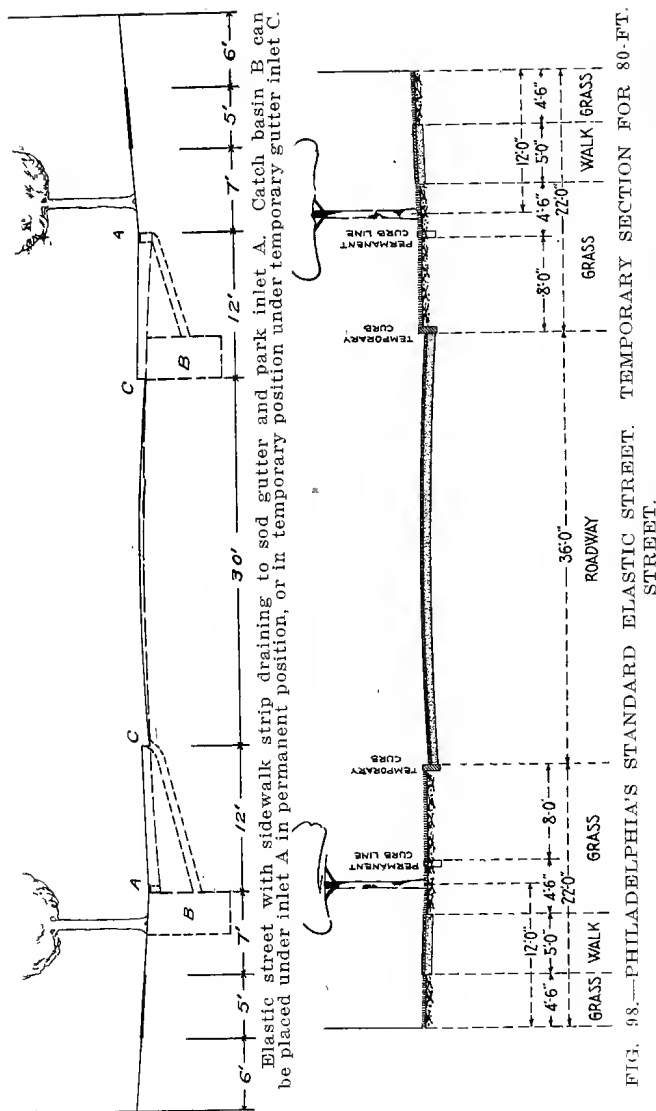 A C C A
B B
6' 5' 7' 12' 30' 12' 7' 5' 6'
Elastic street with sidewalk strip draining to sod gutter and park inlet A. Catch basin B can
be placed under inlet A in permanent position, or in temporary position under temporary gutter inlet C.
PERMANENT
CURB LINE
TEMPORARY
CURB
TEMPORARY
CURB
PERMANENT
CURB LINE
12'-0" 12'-0"
4'-6" 5'-0" 4'-6" 8'-0" 8'-0" 4'-6" 5'-0" 4'-6"
22'-0" 36'-0" 22'-0"
GRASS WALK GRASS ROADWAY GRASS WALK GRASS
FIG. 98.—PHILADELPHIA'S STANDARD ELASTIC STREET. TEMPORARY SECTION FOR 80-FT.
STREET.